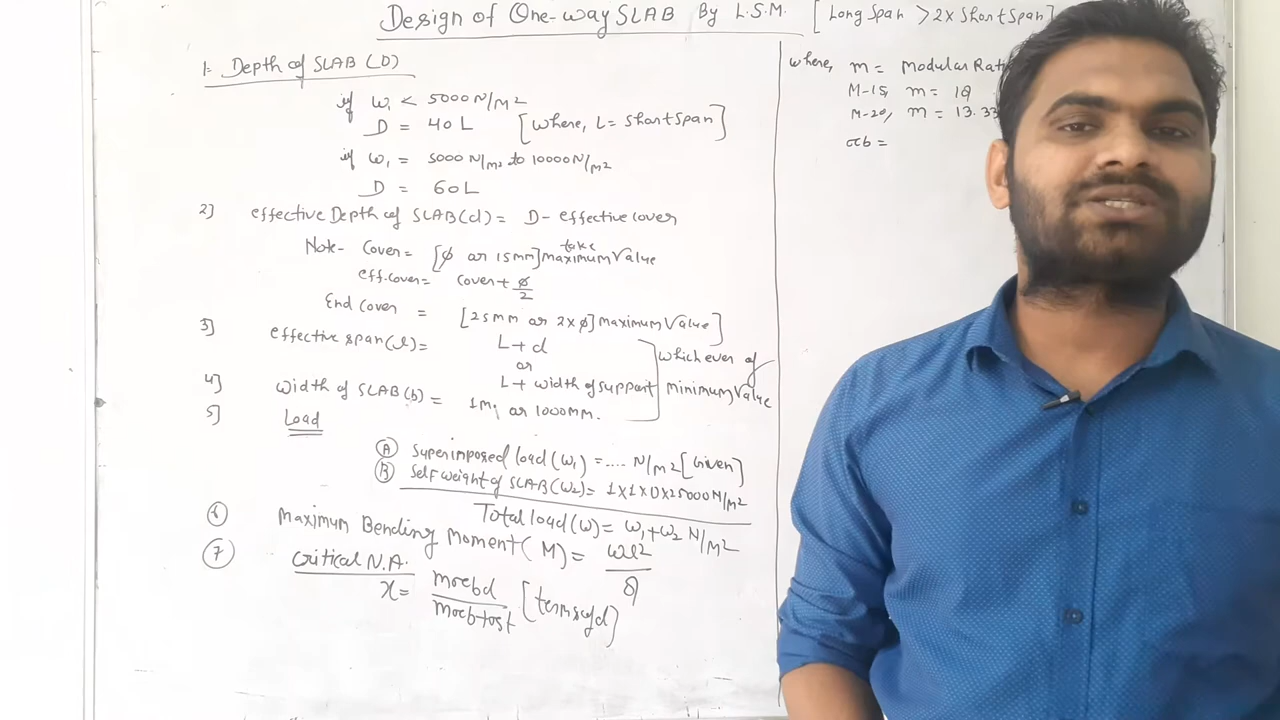 Design of One-way SLAB By L.S.M. [Long Span > 2x Short Span]
1:- Depth of SLAB (D)
if w₁ < 5000 N/m²
D = 40 L [where, L = short span]
if w₁ = 5000 N/m² to 10000 N/m²
D = 60L
2] effective Depth of SLAB(d) = D - effective cover
Note- Cover = [ϕ or 15mm] take maximum value
eff. cover = cover + ϕ/2
End cover = [25mm or 2xϕ] maximum value]
3] effective span(l) = L + d
or
L + width of support
which ever of minimum value
4] width of SLAB(b) = 1m, or 1000mm.
5] Load
(A) Superimposed load (w₁) = .... N/m² [Given]
(B) Self weight of SLAB(w₂) = 1x1xDx25000 N/m²
Total load (w) = w₁+w₂ N/m²
(6) Maximum Bending Moment (M) = wl²/8
(7) Critical N.A.
x = mσcbd/mσcb+σst [terms of d]
where, m = Modular Rati
M-15, m = 19
M-20, m = 13.33
σcb =